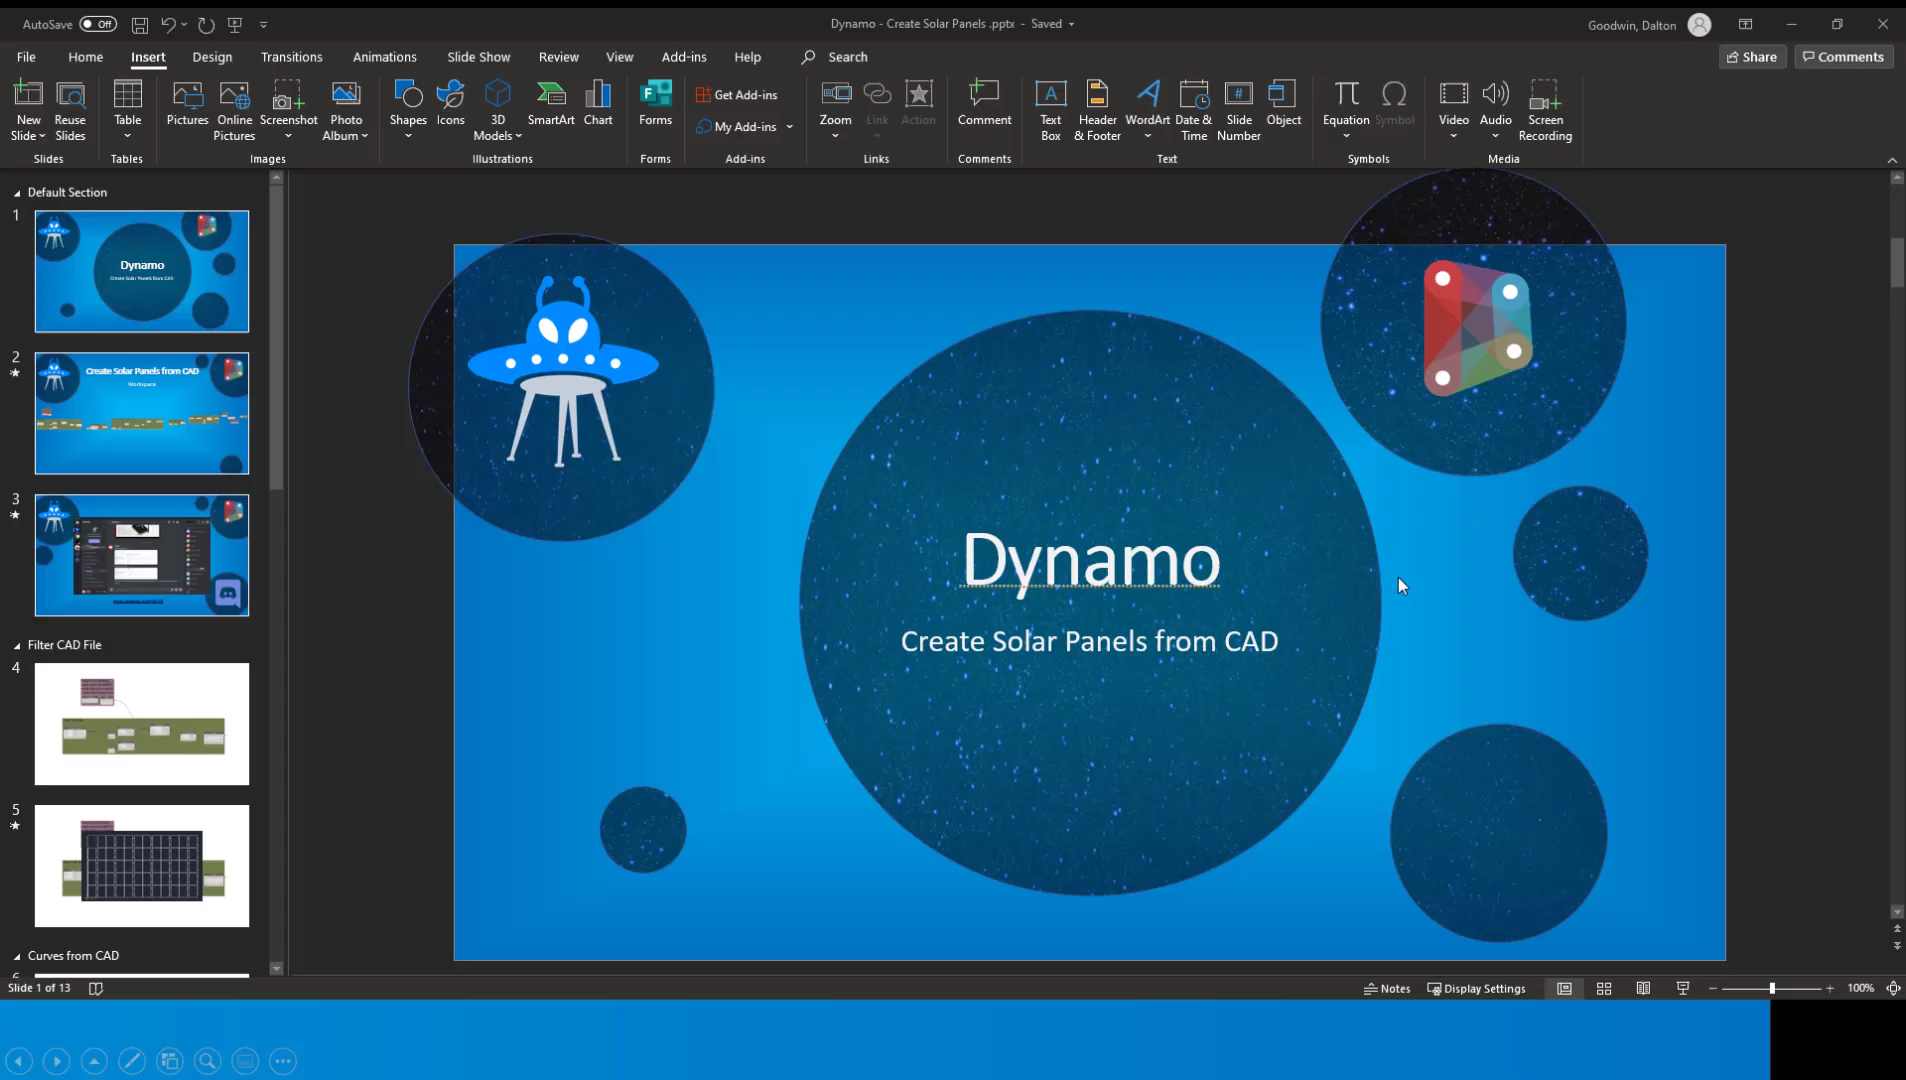 AutoSave Off
Dynamo - Create Solar Panels .pptx - Saved
Goodwin, Dalton
File Home Insert Design Transitions Animations Slide Show Review View Add-ins Help Search
Share Comments
New Slide
Reuse Slides
Slides
Table
Tables
Pictures
Online Pictures
Screenshot
Photo Album
Images
Shapes
Icons
3D Models
SmartArt
Chart
Illustrations
Forms
Forms
Get Add-ins
My Add-ins
Add-ins
Zoom
Link
Action
Links
Comment
Comments
Text Box
Header & Footer
WordArt
Date & Time
Slide Number
Object
Text
Equation
Symbol
Symbols
Video
Audio
Screen Recording
Media
Default Section
1
Dynamo
Create Solar Panels from CAD
2
Create Solar Panels from CAD
Workspace
3
Filter CAD File
4
5
Curves from CAD
Dynamo
Create Solar Panels from CAD
Slide 1 of 13
Notes
Display Settings
100%